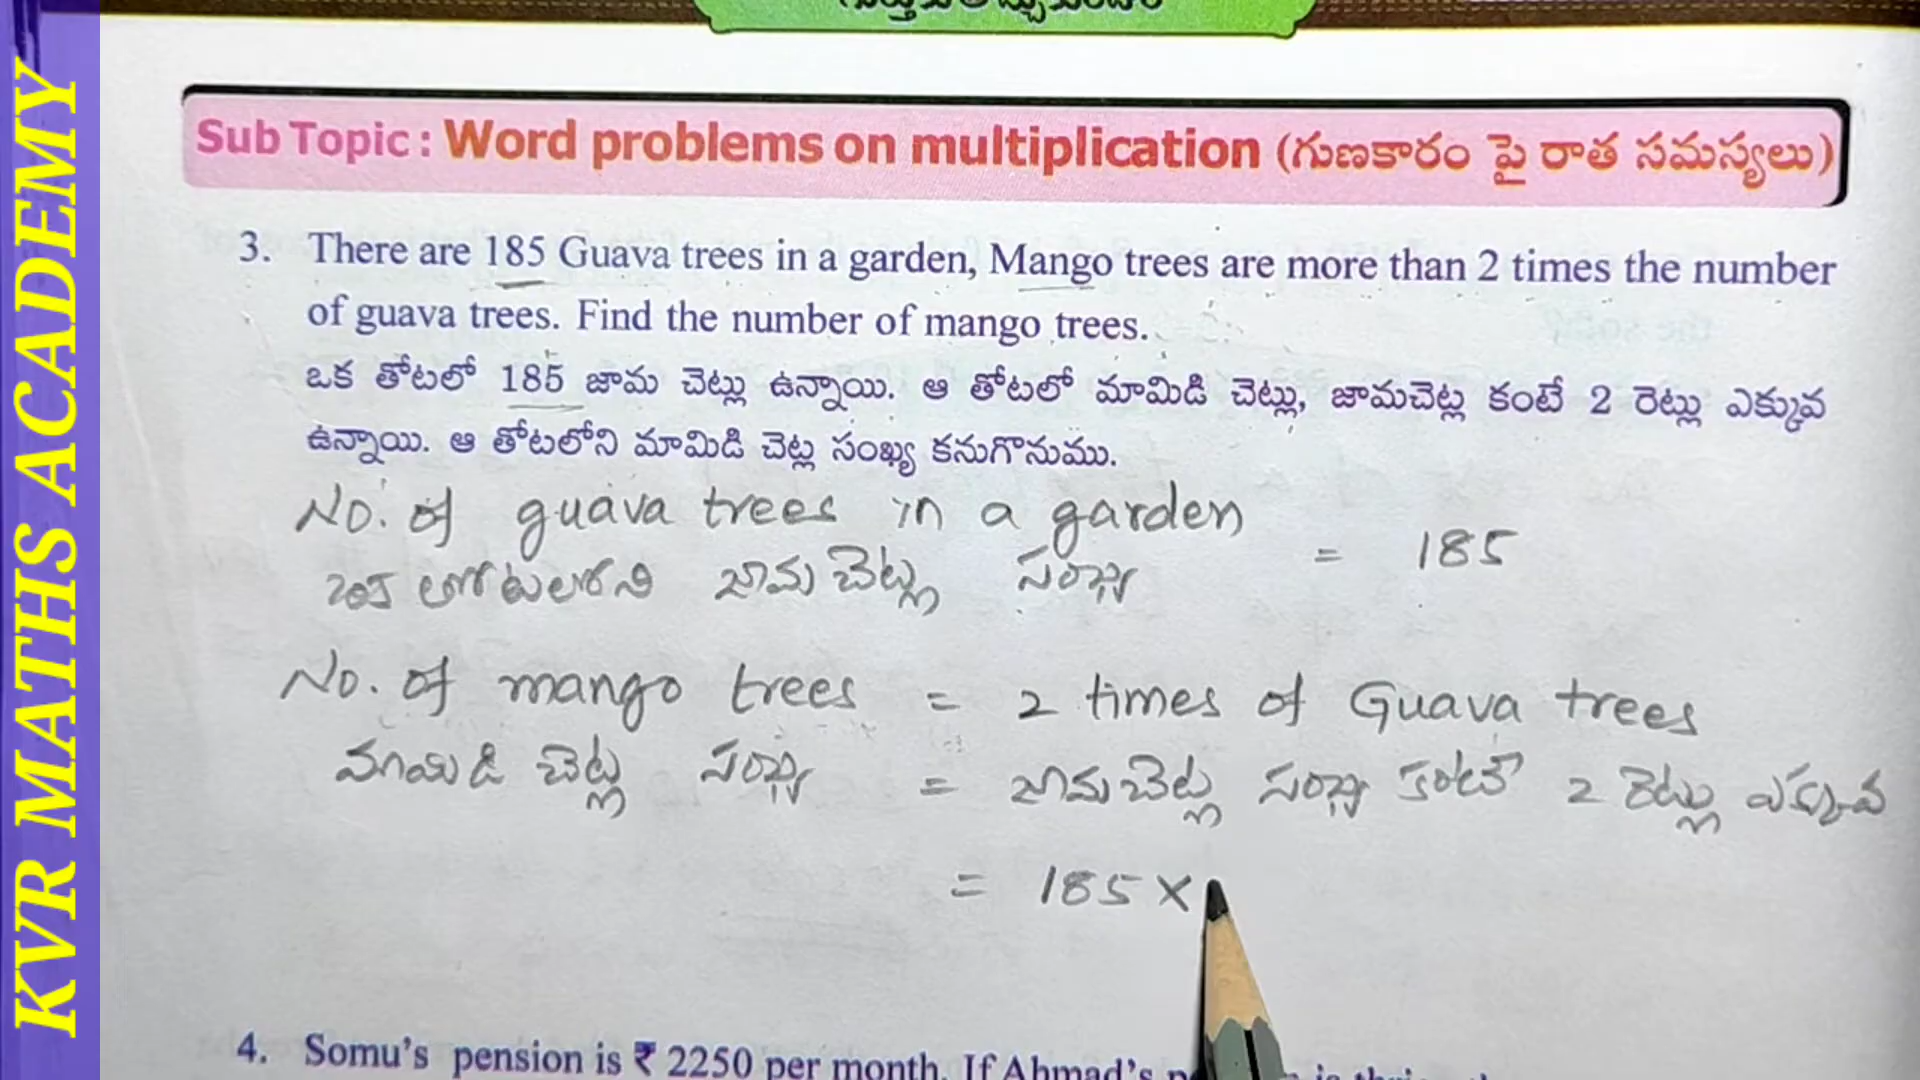 KVR MATHS ACADEMY
Sub Topic : Word problems on multiplication (గుణకారం పై రాత సమస్యలు)
3. There are 185 Guava trees in a garden, Mango trees are more than 2 times the number
of guava trees. Find the number of mango trees.
ఒక తోటలో 185 జామ చెట్లు ఉన్నాయి. ఆ తోటలో మామిడి చెట్లు, జామచెట్ల కంటే 2 రెట్లు ఎక్కువ
ఉన్నాయి. ఆ తోటలోని మామిడి చెట్ల సంఖ్య కనుగొనుము.
No. of guava trees in a garden
= 185
ఒక తోటలోని జామ చెట్లు సంఖ్య
No. of mango trees = 2 times of Guava trees
మామిడి చెట్ల సంఖ్య = జామచెట్ల సంఖ్య కంటే 2 రెట్లు ఎక్కువ
= 185 ×
4. Somu's pension is ₹ 2250 per month. If Ahmad's